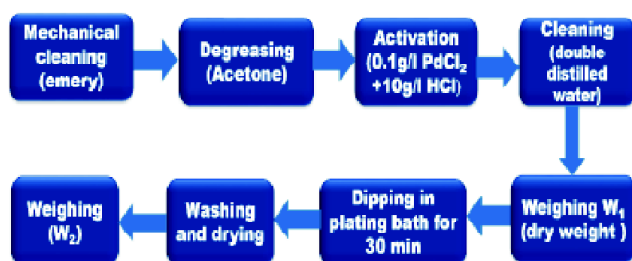 Mechanical
cleaning
(emery)
Degreasing
(Acetone)
Activation
(0.1g/l PdCl₂
+10g/l HCl)
Cleaning
(double
distilled
water)
Weighing W₁
(dry weight )
Dipping in
plating bath for
30 min
Washing
and drying
Weighing
(W₂)